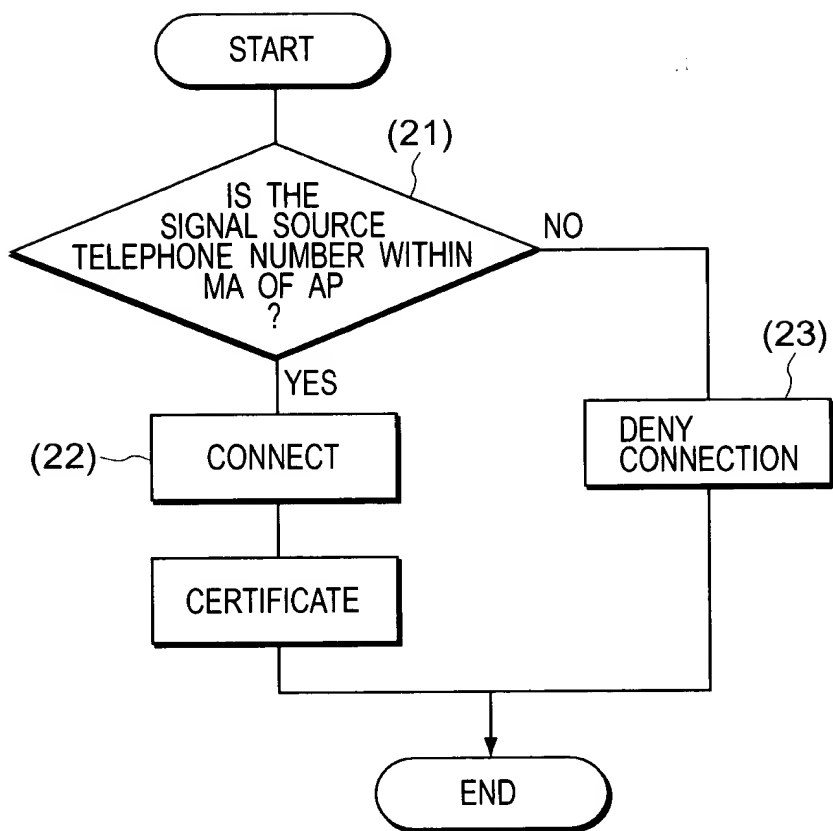 START
(21)
IS THE
SIGNAL SOURCE
TELEPHONE NUMBER WITHIN
MA OF AP
?
NO
YES
(23)
(22)
CONNECT
DENY
CONNECTION
CERTIFICATE
END